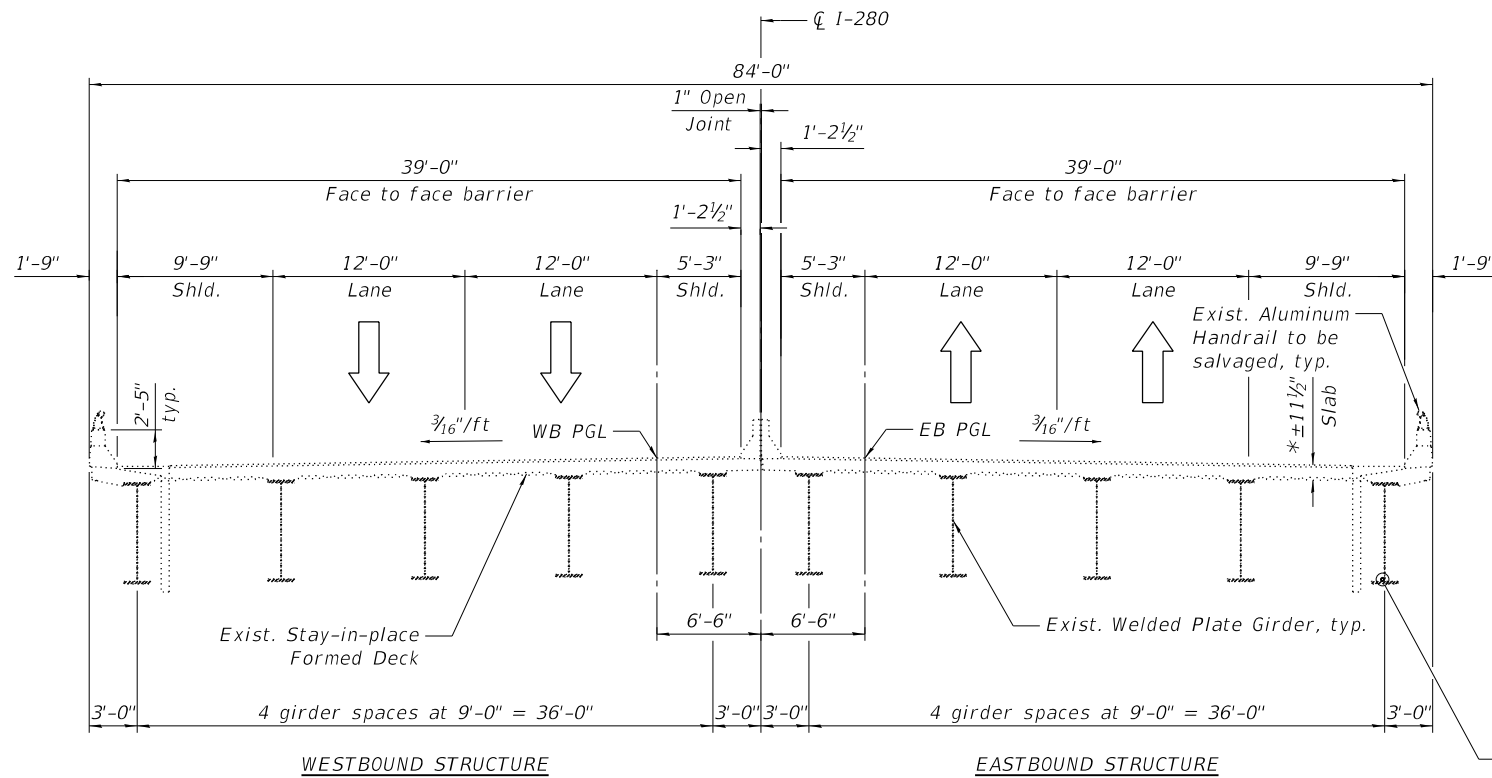 ℄ I-280
84'-0"
1" Open
Joint
1'-2½"
39'-0"
Face to face barrier
39'-0"
Face to face barrier
1'-2½"
1'-9"
9'-9"
Shld.
12'-0"
Lane
12'-0"
Lane
5'-3"
Shld.
5'-3"
Shld.
12'-0"
Lane
12'-0"
Lane
9'-9"
Shld.
1'-9"
Exist. Aluminum
Handrail to be
salvaged, typ.
2'-5"
typ.
3/16"/ft
WB PGL
EB PGL
3/16"/ft
*±11½"
Slab
6'-6"
6'-6"
Exist. Stay-in-place
Formed Deck
Exist. Welded Plate Girder, typ.
3'-0"
4 girder spaces at 9'-0" = 36'-0"
3'-0"
3'-0"
4 girder spaces at 9'-0" = 36'-0"
3'-0"
WESTBOUND STRUCTURE
EASTBOUND STRUCTURE